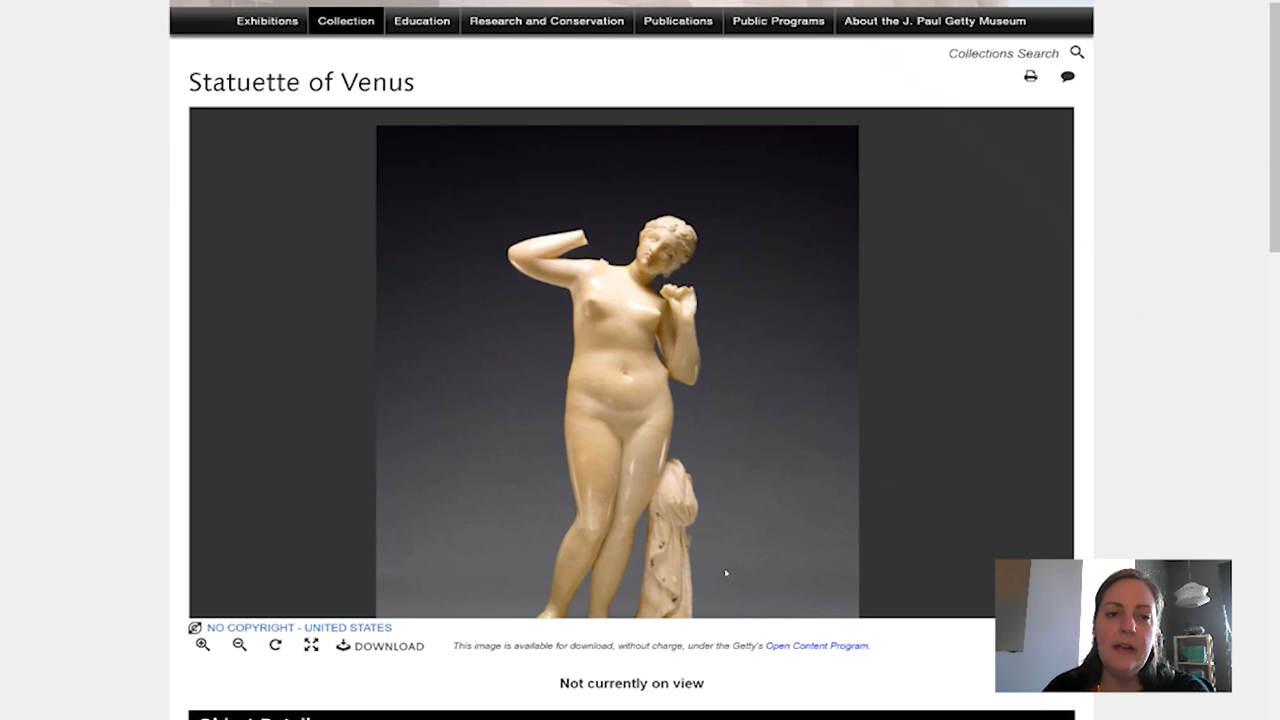 Exhibitions Collection Education Research and Conservation Publications Public Programs About the J. Paul Getty Museum
Collections Search
Statuette of Venus
NO COPYRIGHT - UNITED STATES
DOWNLOAD This image is available for download, without charge, under the Getty's Open Content Program.
Not currently on view